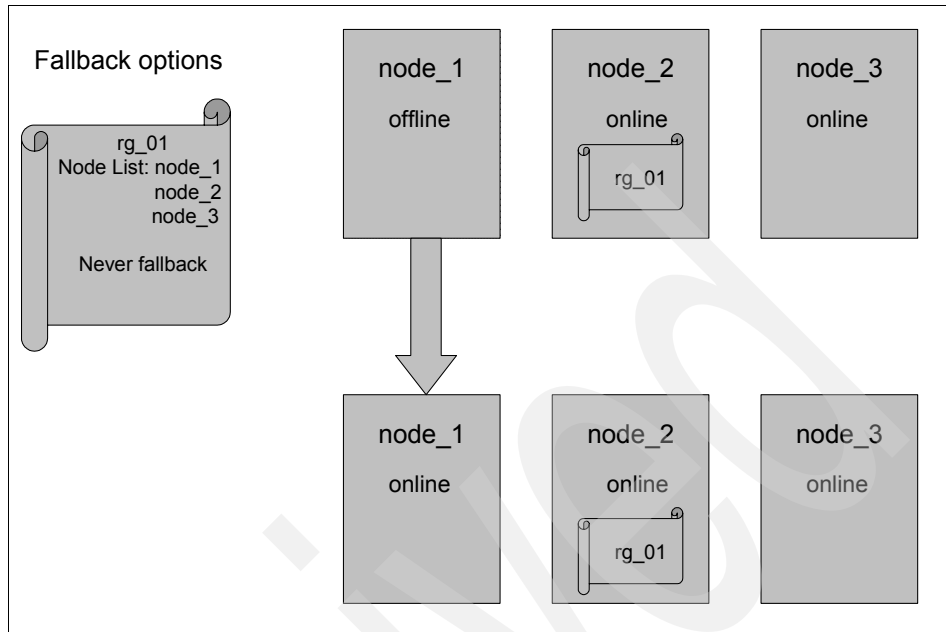 Fallback options
rg_01
Node List: node_1
node_2
node_3
Never fallback
node_1
offline
node_2
online
rg_01
node_3
online
node_1
online
node_2
online
rg_01
node_3
online